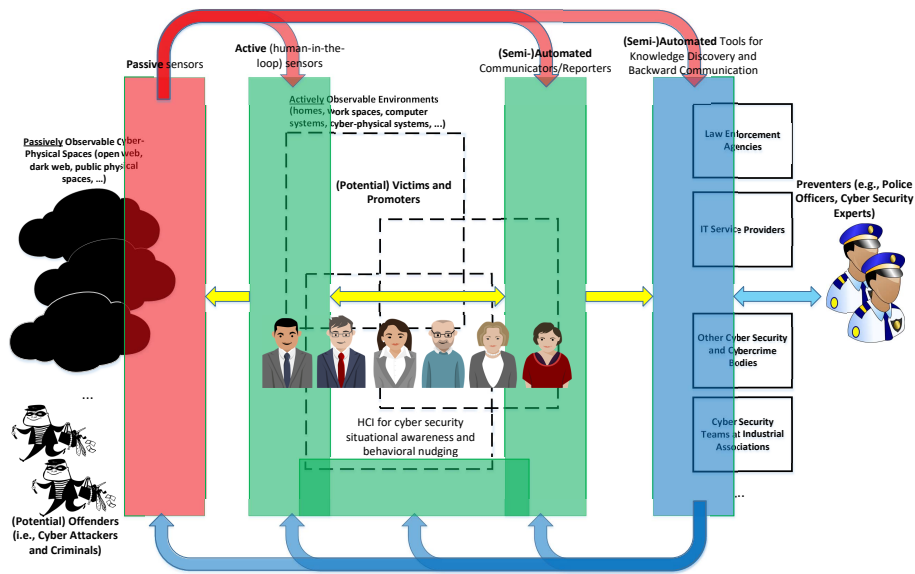 Passive sensors
Active (human-in-the-
loop) sensors
(Semi-)Automated
Communicators/Reporters
(Semi-)Automated Tools for
Knowledge Discovery and
Backward Communication
Passively Observable Cyber-
Physical Spaces (open web,
dark web, public physical
spaces, ...)
Actively Observable Environments
(homes, work spaces, computer
systems, cyber-physical systems, ...)
(Potential) Victims and
Promoters
Law Enforcement
Agencies
IT Service Providers
Preventers (e.g., Police
Officers, Cyber Security
Experts)
Other Cyber Security
and Cybercrime
Bodies
Cyber Security
Teams at Industrial
Associations
...
...
HCI for cyber security
situational awareness and
behavioral nudging
(Potential) Offenders
(i.e., Cyber Attackers
and Criminals)